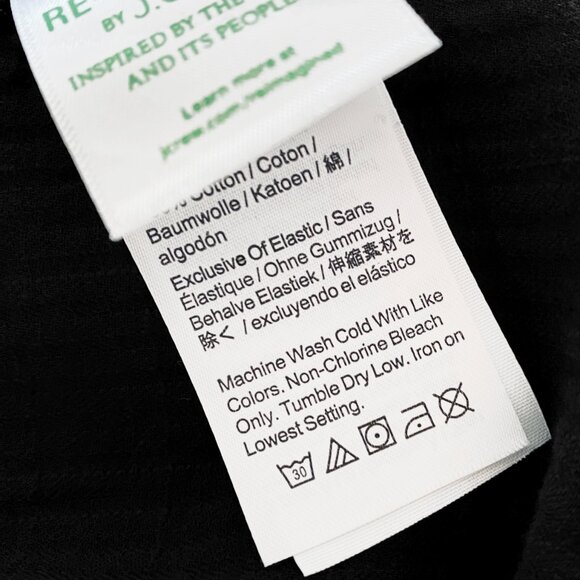 RE
BY J.C
INSPIRED BY THE
AND ITS PEOPLE
Learn more at
jcrew.com/reimagined
% Cotton / Coton /
Baumwolle / Katoen / 綿 /
algodón
Exclusive Of Elastic / Sans
Élastique / Ohne Gummizug /
Behalve Elastiek / 伸縮素材を
除く / excluyendo el elástico
Machine Wash Cold With Like
Colors. Non-Chlorine Bleach
Only. Tumble Dry Low. Iron on
Lowest Setting.
30